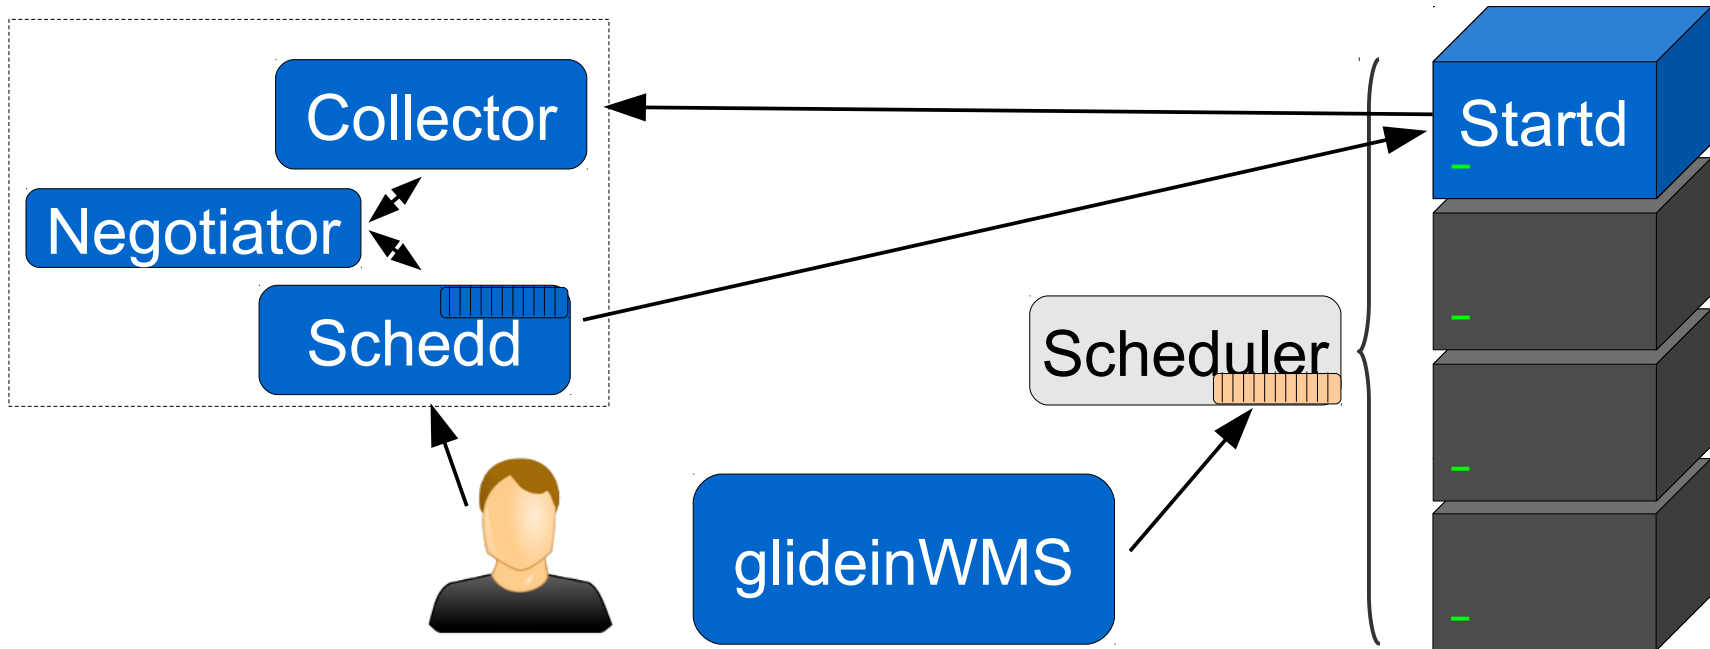 Collector
Startd
Negotiator
Schedd
Scheduler
glideinWMS